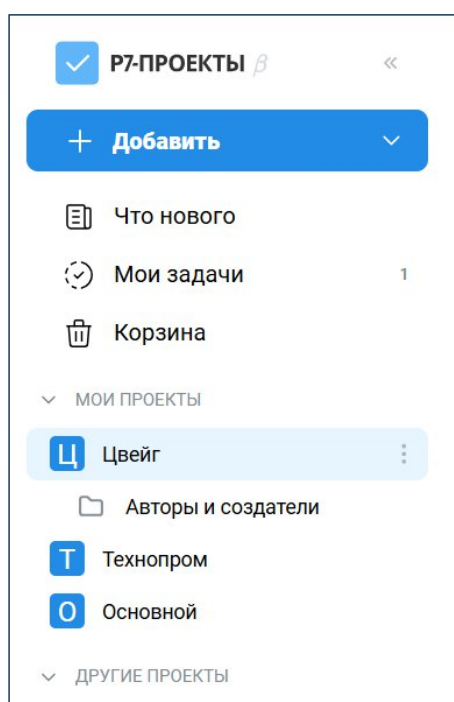 Р7-ПРОЕКТЫ β
Добавить
Что нового
Мои задачи 1
Корзина
МОИ ПРОЕКТЫ
Ц Цвейг
Авторы и создатели
Т Технопром
О Основной
ДРУГИЕ ПРОЕКТЫ